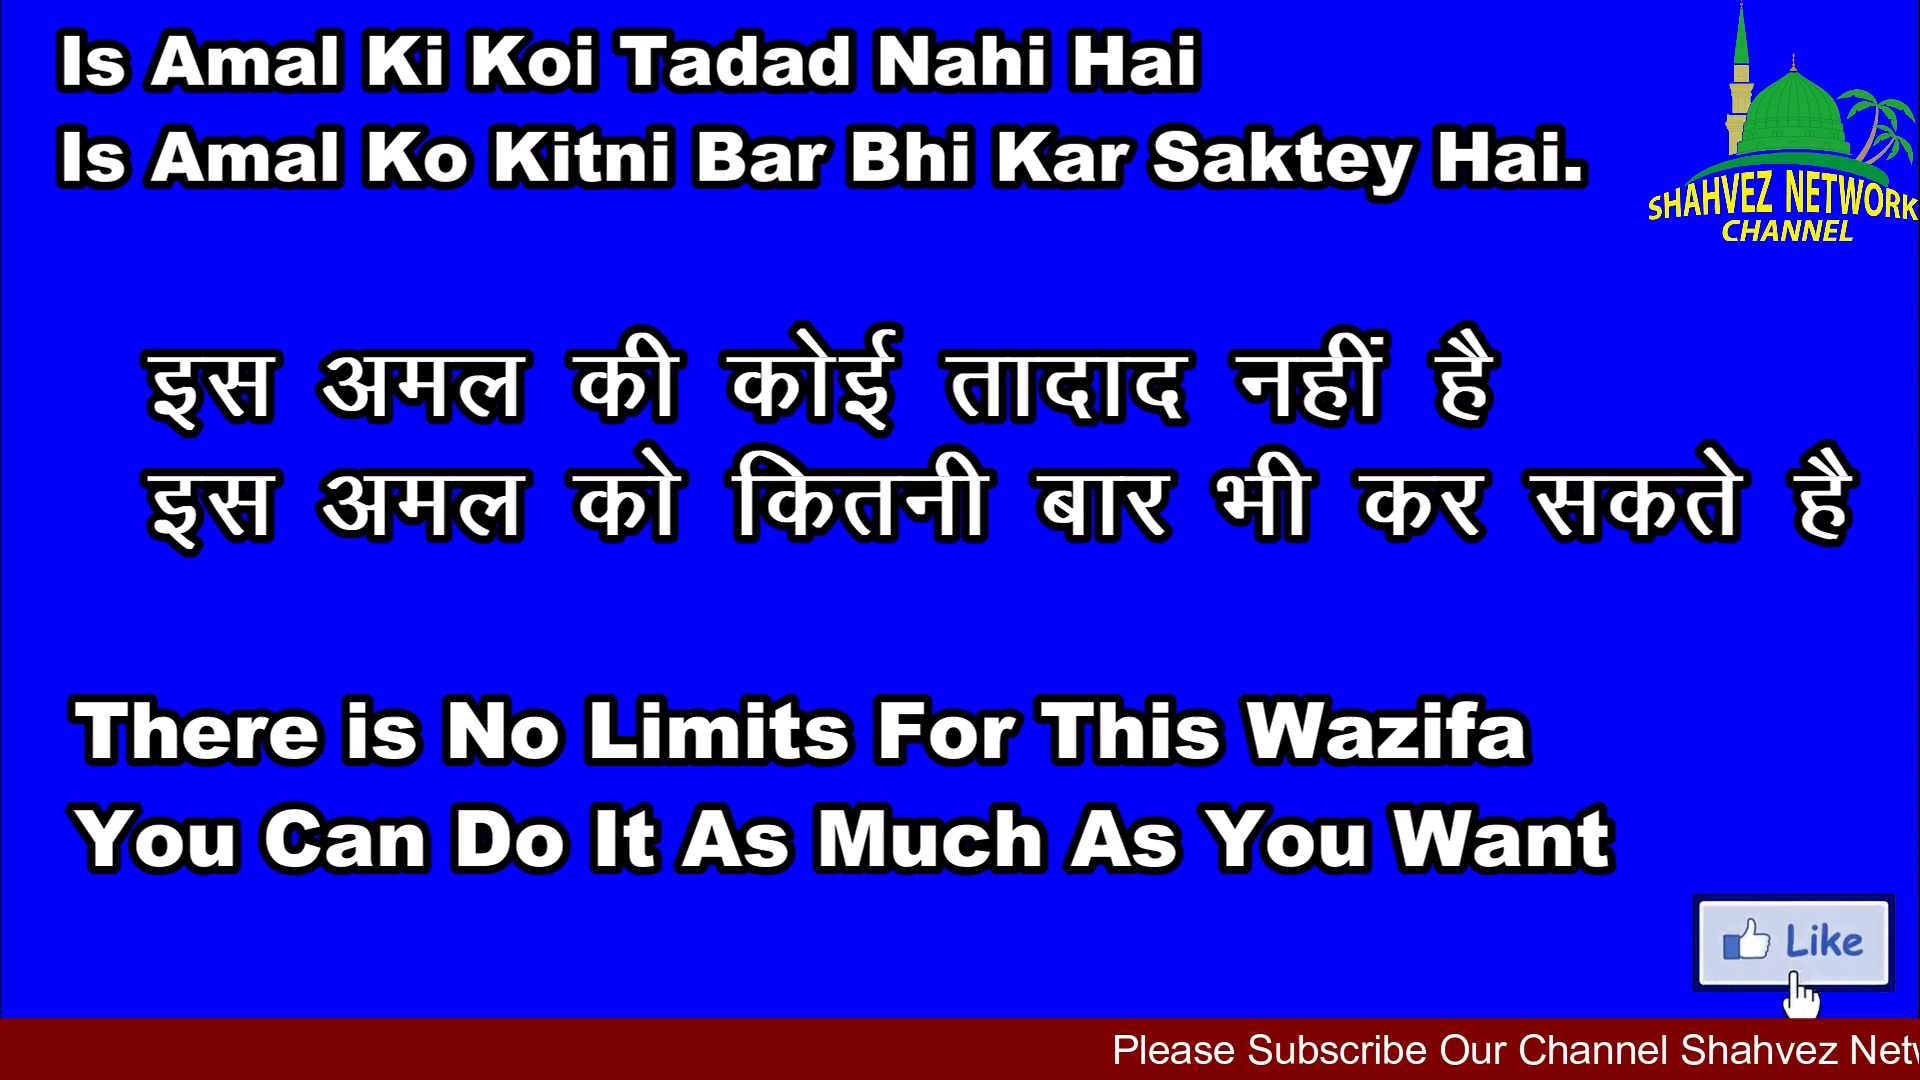 Is Amal Ki Koi Tadad Nahi Hai
Is Amal Ko Kitni Bar Bhi Kar Saktey Hai.
SHAHVEZ NETWORK
CHANNEL
इस अमल की कोई तादाद नहीं है
इस अमल को कितनी बार भी कर सकते है
There is No Limits For This Wazifa
You Can Do It As Much As You Want
Like
Please Subscribe Our Channel Shahvez